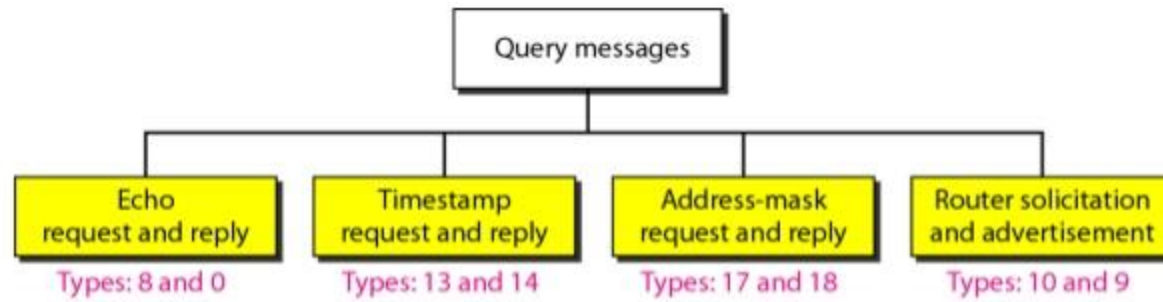 Query messages
Echo
request and reply
Timestamp
request and reply
Address-mask
request and reply
Router solicitation
and advertisement
Types: 8 and 0
Types: 13 and 14
Types: 17 and 18
Types: 10 and 9